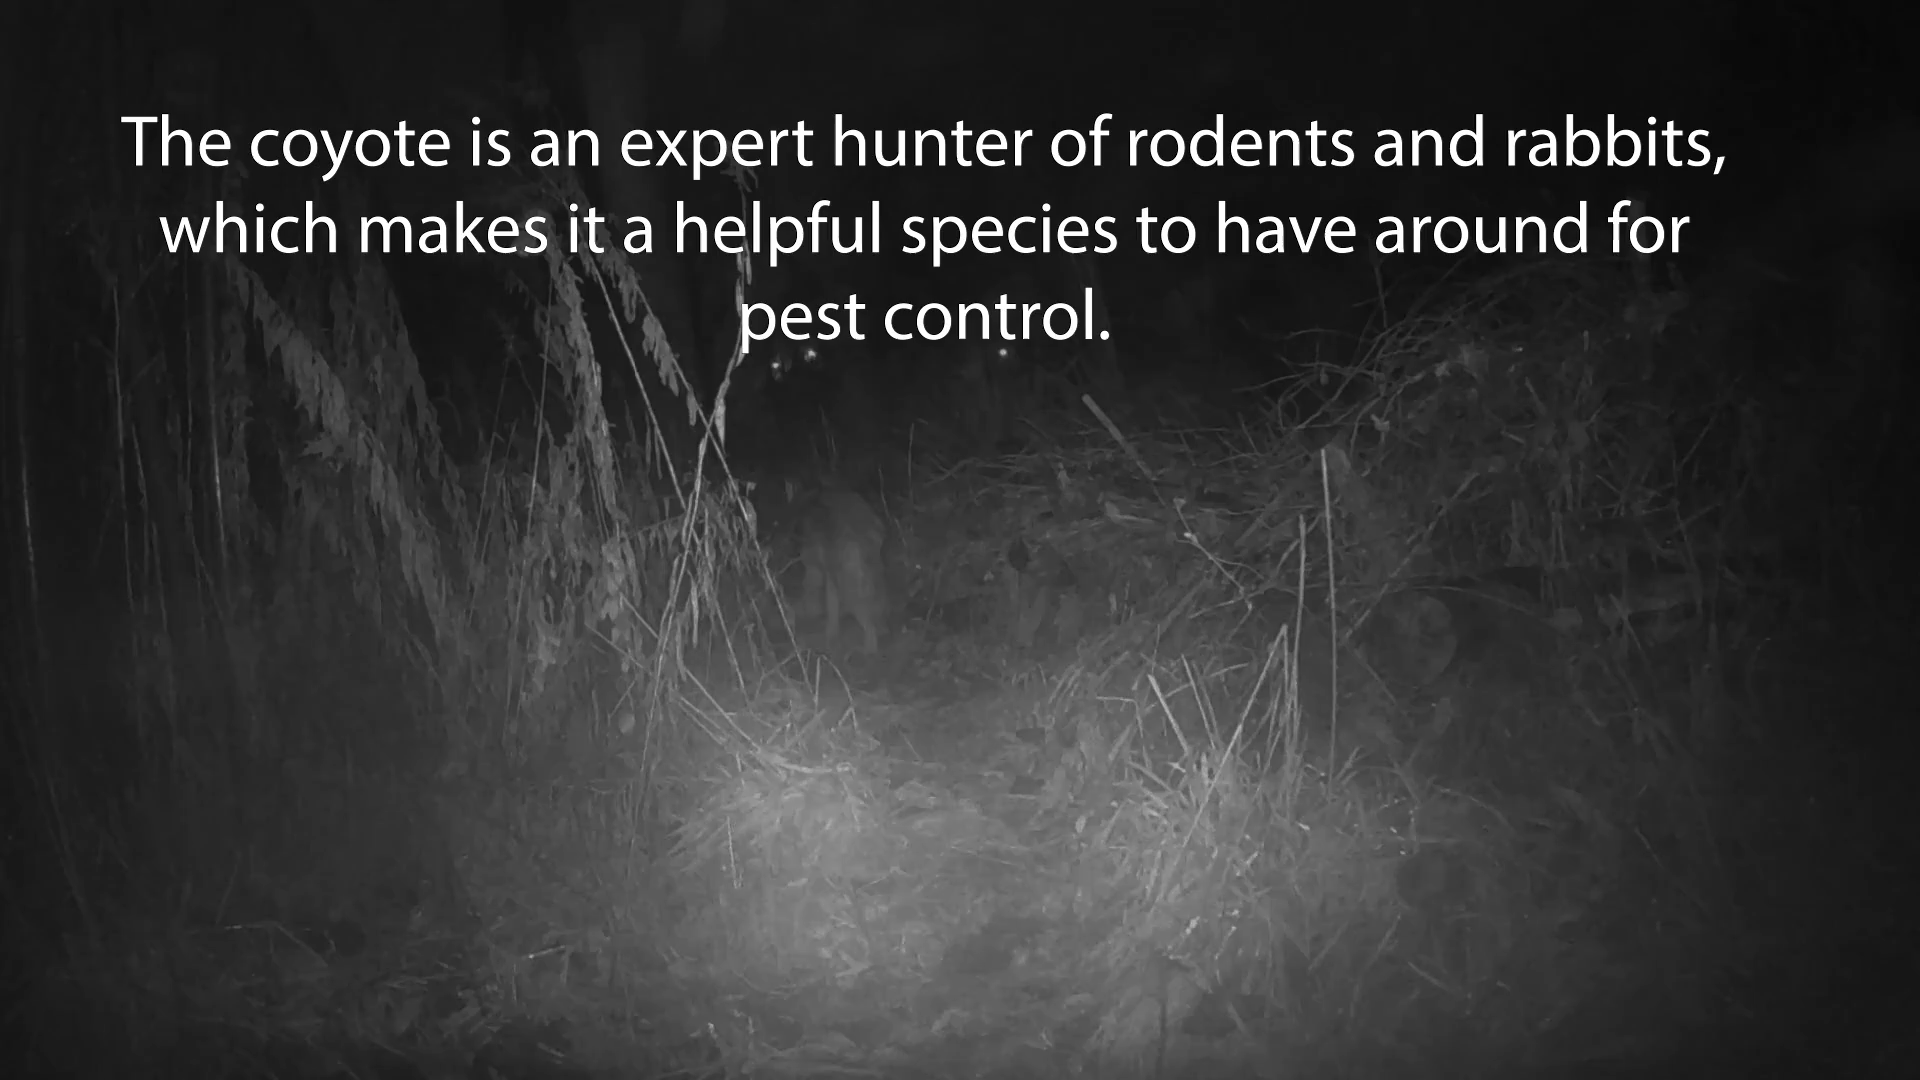 The coyote is an expert hunter of rodents and rabbits,
which makes it a helpful species to have around for
pest control.